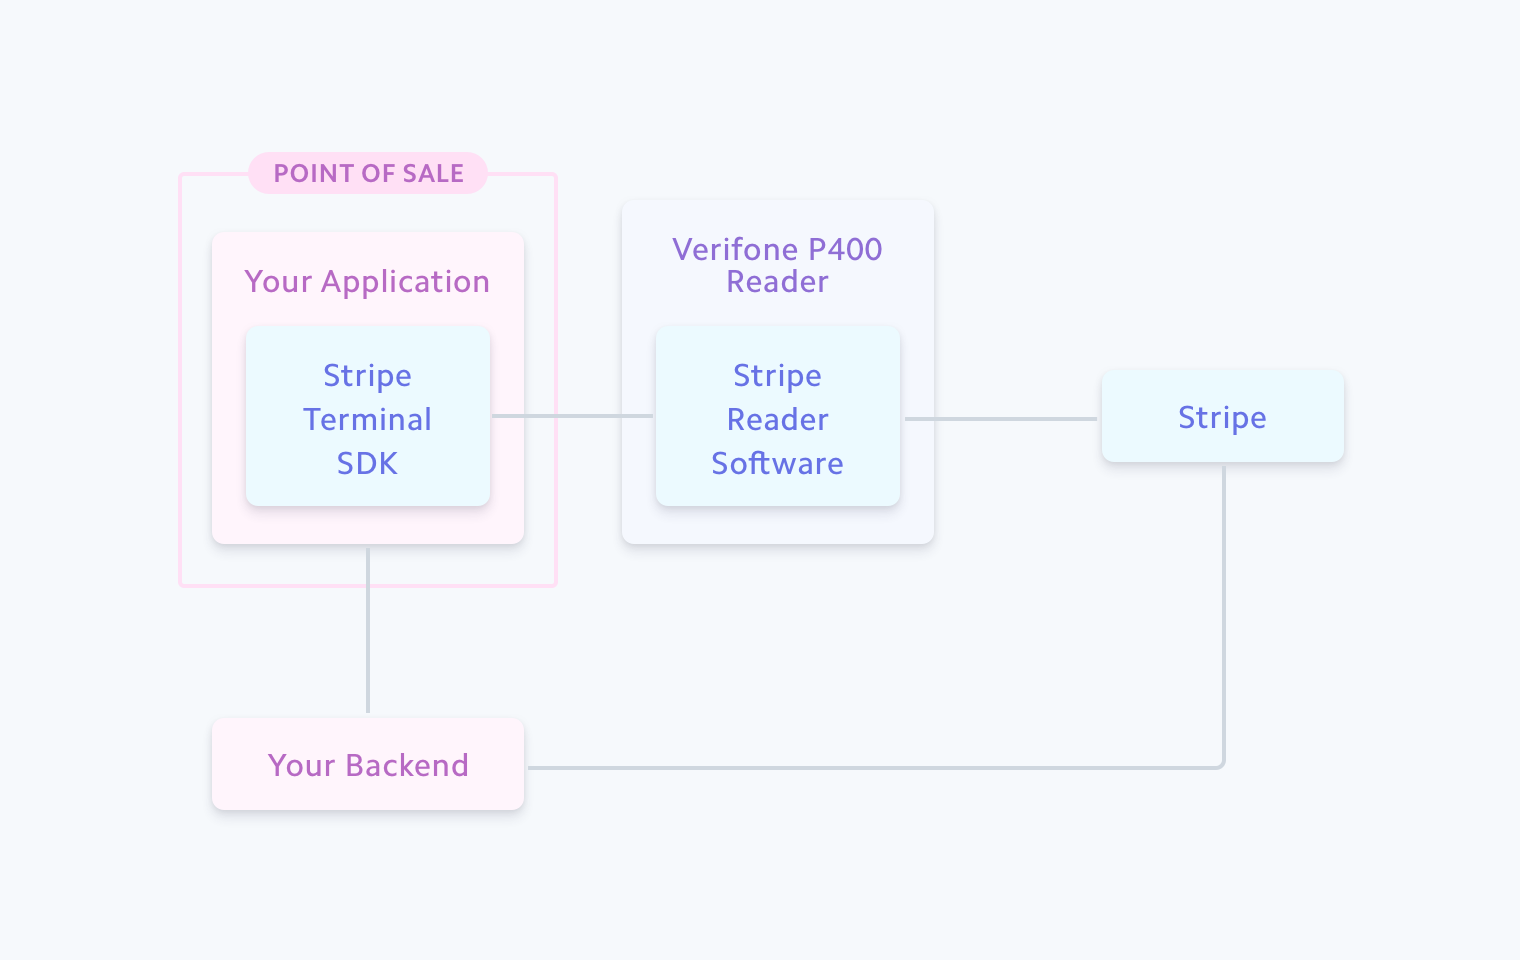 POINT OF SALE
Your Application
Stripe
Terminal
SDK
Verifone P400
Reader
Stripe
Reader
Software
Stripe
Your Backend